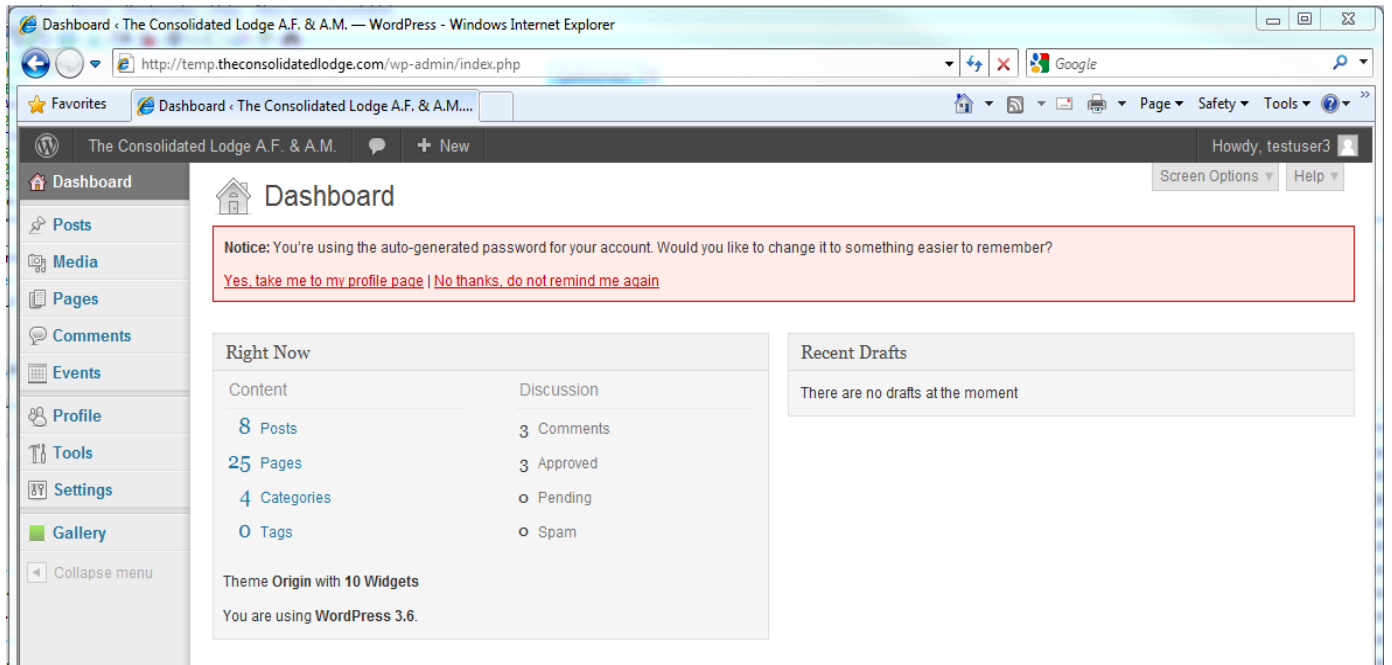 Dashboard ‹ The Consolidated Lodge A.F. & A.M. — WordPress - Windows Internet Explorer
http://temp.theconsolidatedlodge.com/wp-admin/index.php
Google
Favorites
Dashboard ‹ The Consolidated Lodge A.F. & A.M....
Page
Safety
Tools
The Consolidated Lodge A.F. & A.M.
+ New
Howdy, testuser3
Dashboard
Posts
Media
Pages
Comments
Events
Profile
Tools
Settings
Gallery
Collapse menu
Screen Options
Help
Dashboard
Notice: You're using the auto-generated password for your account. Would you like to change it to something easier to remember?
Yes, take me to my profile page | No thanks, do not remind me again
Right Now
Content
8 Posts
25 Pages
4 Categories
0 Tags
Discussion
3 Comments
3 Approved
0 Pending
0 Spam
Theme Origin with 10 Widgets
You are using WordPress 3.6.
Recent Drafts
There are no drafts at the moment